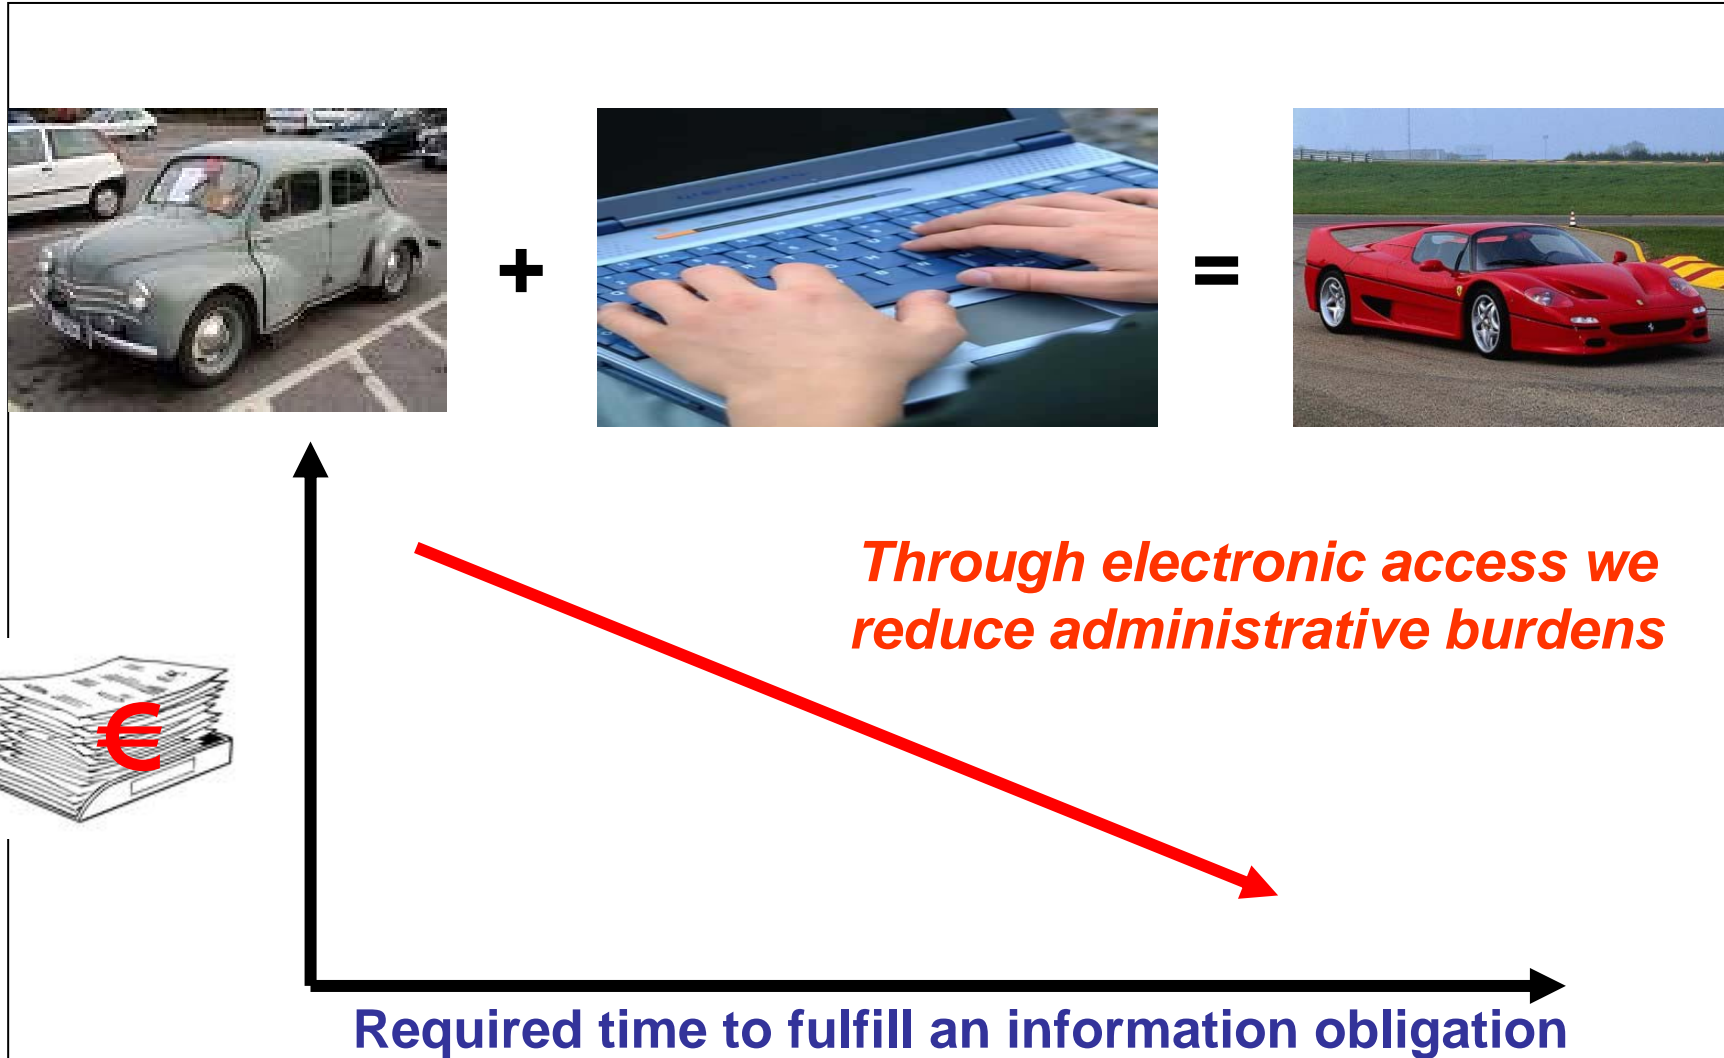 +
=
Through electronic access we
reduce administrative burdens
€
Required time to fulfill an information obligation